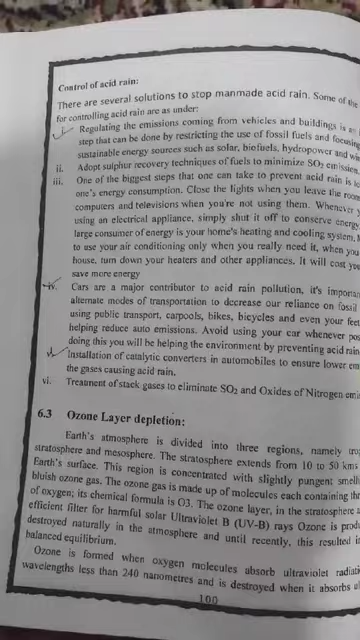 Control of acid rain:
There are several solutions to stop manmade acid rain. Some of the
for controlling acid rain are as under:
Regulating the emissions coming from vehicles and buildings is an
step that can be done by restricting the use of fossil fuels and focusing
sustainable energy sources such as solar, biofuels, hydropower and
ii. Adopt sulphur recovery techniques of fuels to minimize SO2 emission.
iii. One of the biggest steps that one can take to prevent acid rain is
one's energy consumption. Close the lights when you leave the room
computers and televisions when you're not using them. Whenever
using an electrical appliance, simply shut it off to conserve energy.
large consumer of energy is your home's heating and cooling system.
to use your air conditioning only when you really need it, when you
house, turn down your heaters and other appliances. It will cost you
save more energy
iv. Cars are a major contributor to acid rain pollution, it's importan
alternate modes of transportation to decrease our reliance on fossil
using public transport, carpools, bikes, bicycles and even your feet
helping reduce auto emissions. Avoid using your car whenever pos
doing this you will be helping the environment by preventing acid rain
Installation of catalytic converters in automobiles to ensure lower em
the gases causing acid rain.
vi. Treatment of stack gases to eliminate SO2 and Oxides of Nitrogen emi
6.3 Ozone Layer depletion:
Earth's atmosphere is divided into three regions, namely tro
stratosphere and mesosphere. The stratosphere extends from 10 to 50 kms
Earth's surface. This region is concentrated with slightly pungent smell
bluish ozone gas. The ozone gas is made up of molecules each containing thr
of oxygen; its chemical formula is O3. The ozone layer, in the stratosphere
efficient filter for harmful solar Ultraviolet B (UV-B) rays Ozone is prod
destroyed naturally in the atmosphere and until recently, this resulted i
balanced equilibrium.
Ozone is formed when oxygen molecules absorb ultraviolet radiati
wavelengths less than 240 nanometres and is destroyed when it absorbs
100